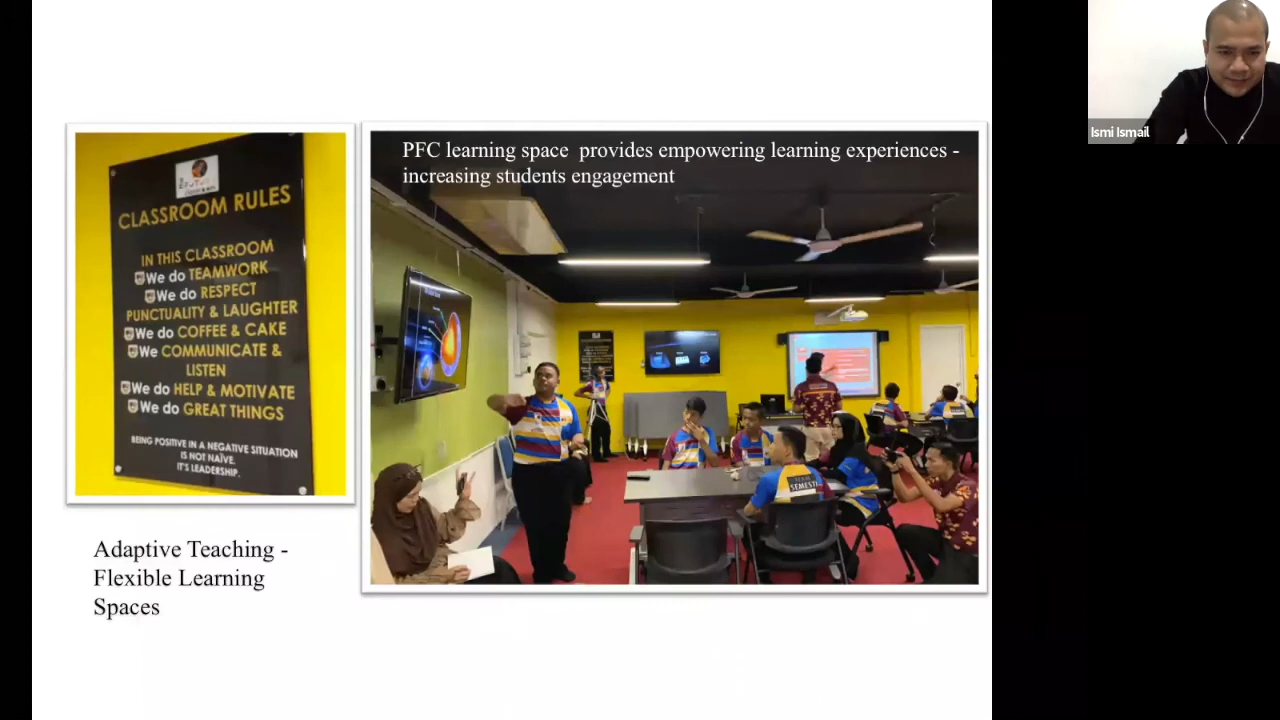 CLASSROOM RULES
IN THIS CLASSROOM
We do TEAMWORK
We do RESPECT
PUNCTUALITY & LAUGHTER
We do COFFEE & CAKE
We COMMUNICATE &
LISTEN
We do HELP & MOTIVATE
We do GREAT THINGS
BEING POSITIVE IN A NEGATIVE SITUATION
IS NOT NAÏVE.
IT'S LEADERSHIP.
Adaptive Teaching -
Flexible Learning
Spaces
PFC learning space provides empowering learning experiences -
increasing students engagement
Ismi Ismail